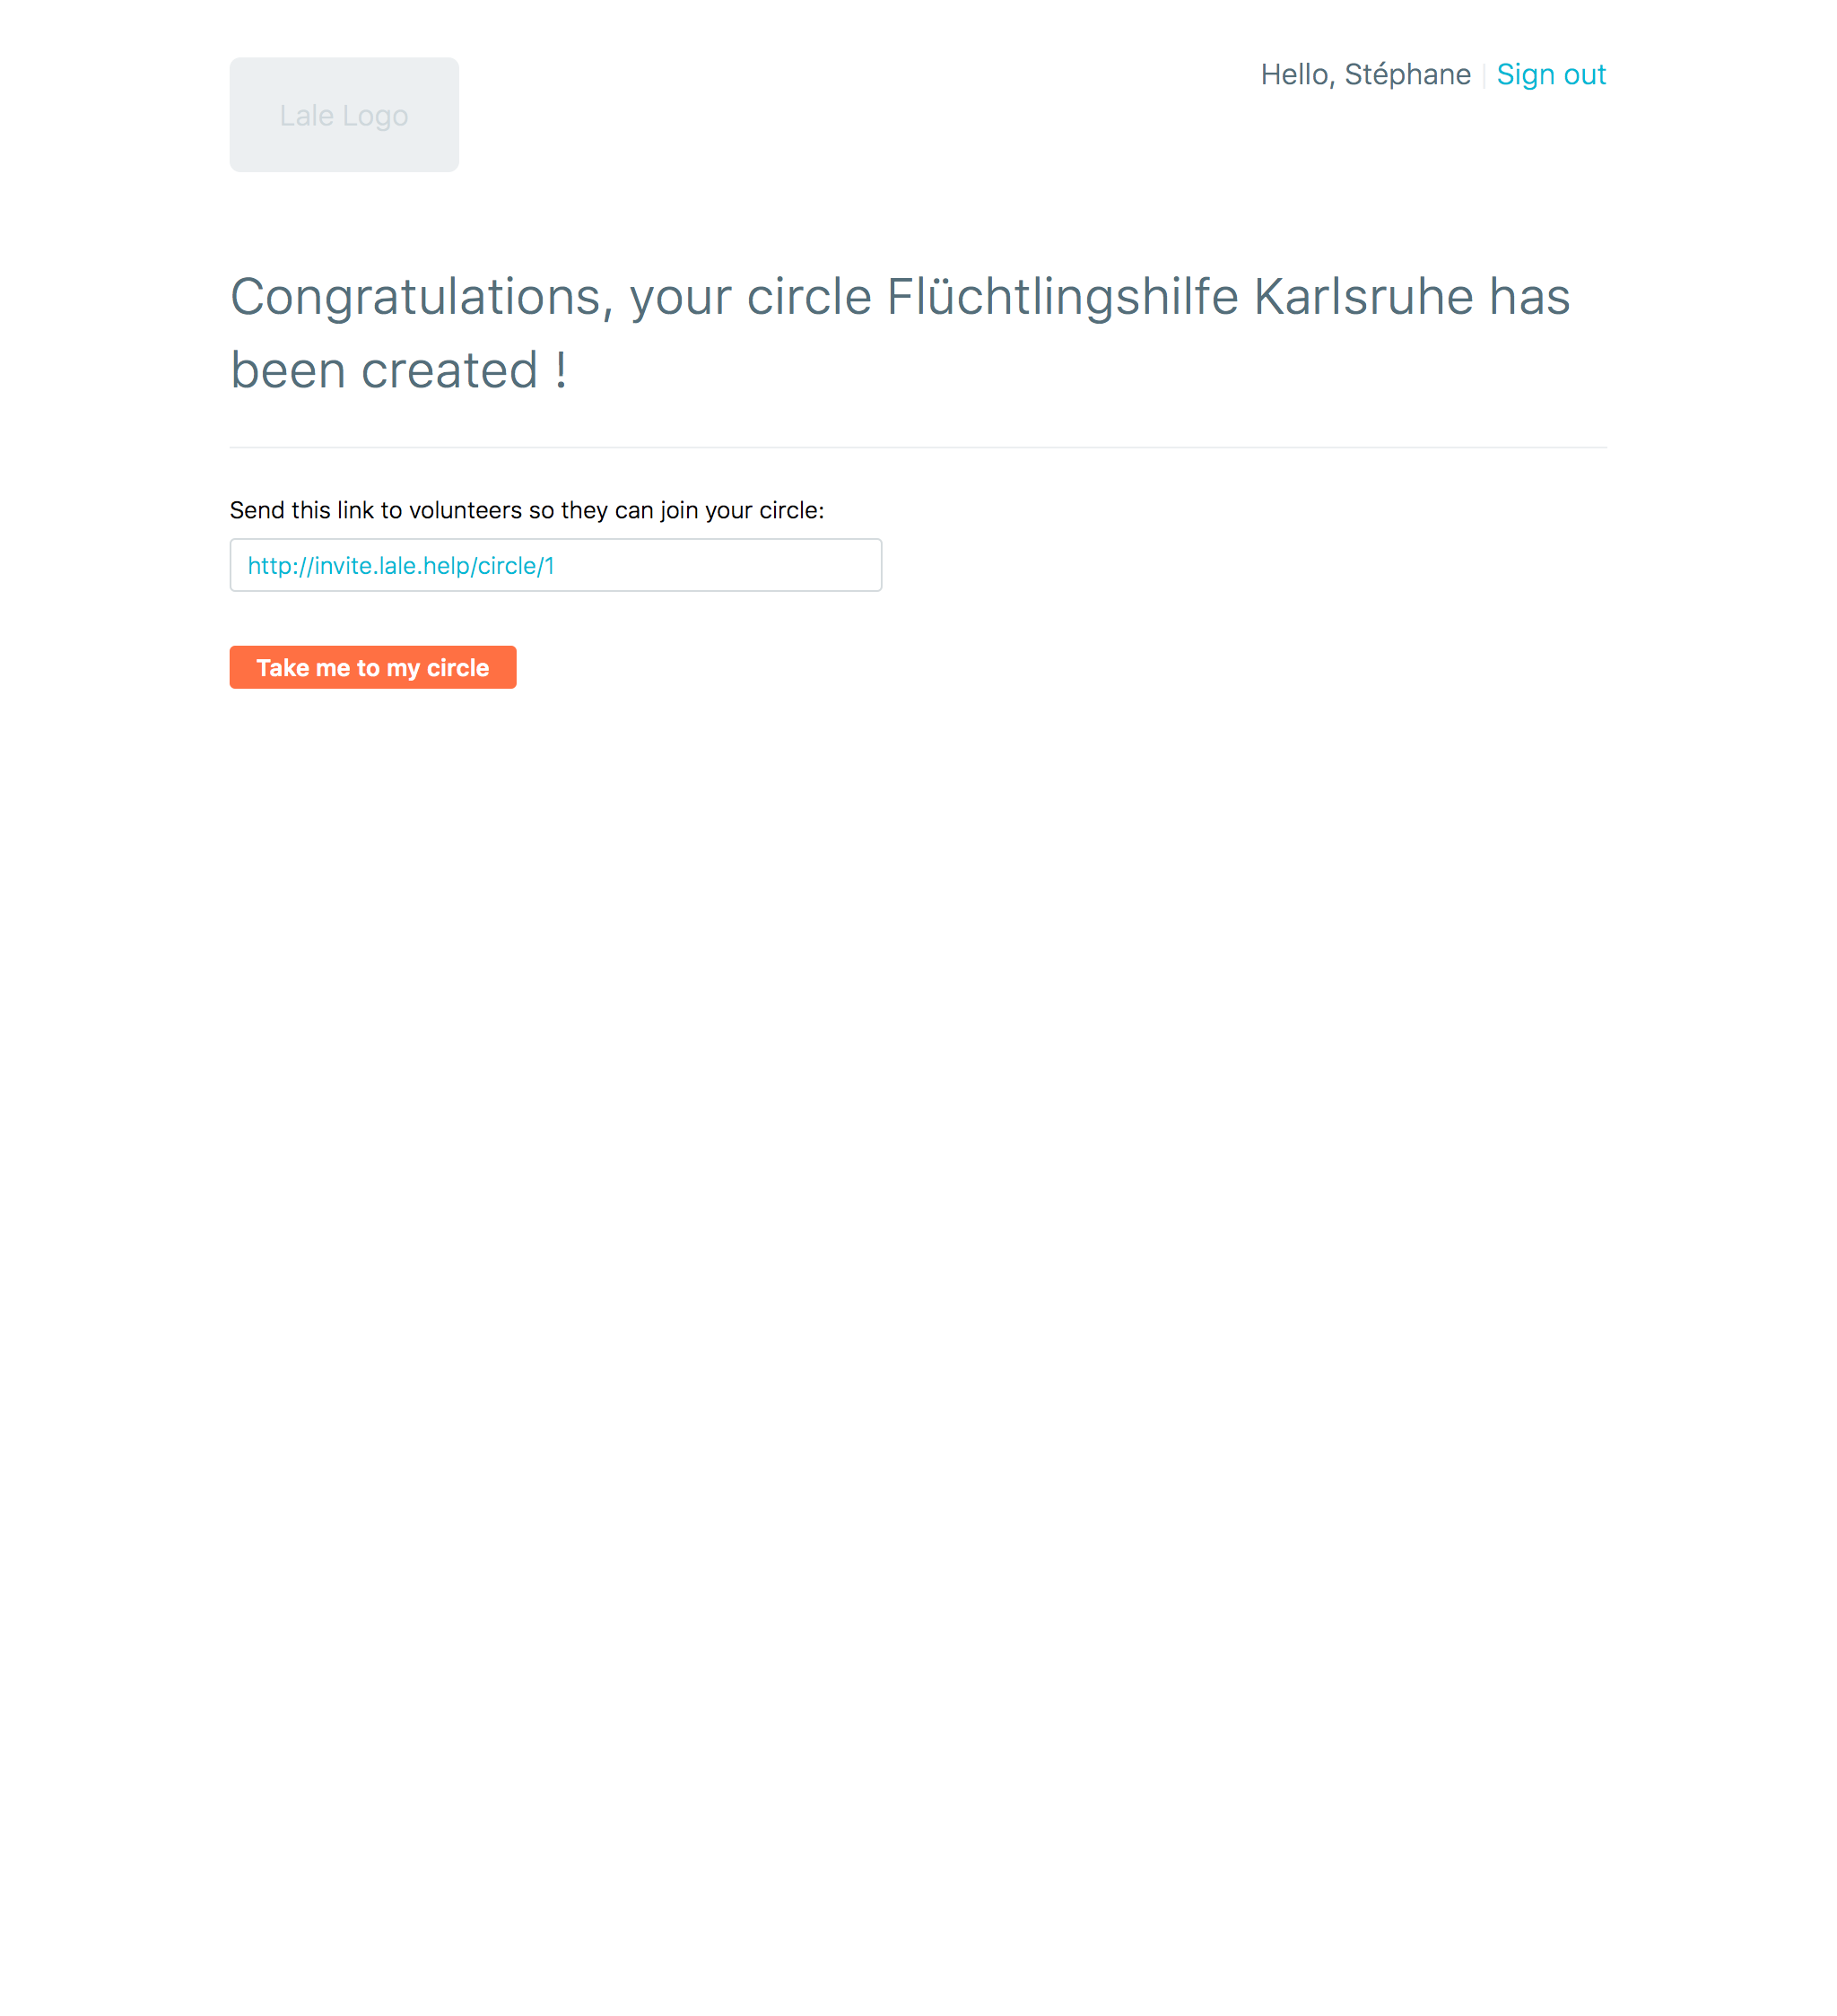 Lale Logo
Hello, Stéphane | Sign out
Congratulations, your circle Flüchtlingshilfe Karlsruhe has
been created !
Send this link to volunteers so they can join your circle:
http://invite.lale.help/circle/1
Take me to my circle